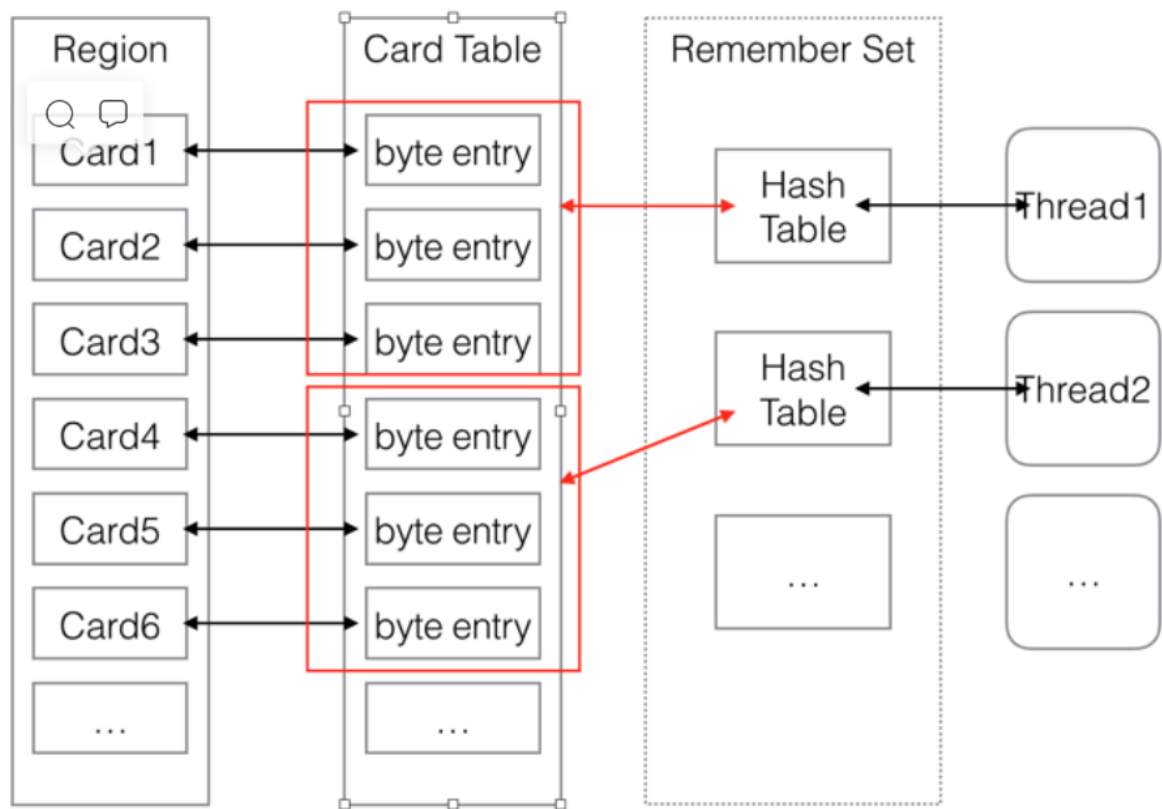 Region
Card Table
Remember Set
Card1
byte entry
Hash
Table
Thread1
Card2
byte entry
Card3
byte entry
Hash
Table
Thread2
Card4
byte entry
Card5
byte entry
...
...
Card6
byte entry
...
...